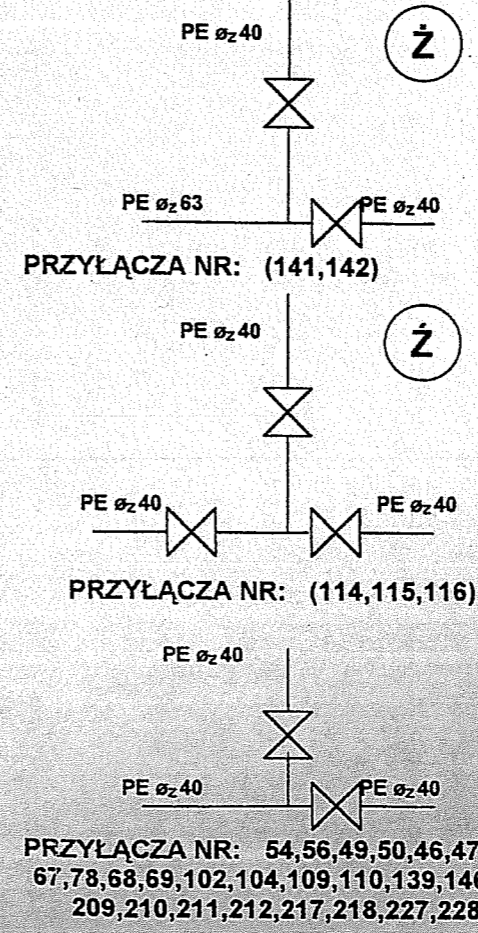 PE øz40
Ż
PE øz63
PE øz40
PRZYŁĄCZA NR: (141,142)
PE øz40
Ź
PE øz40
PE øz40
PRZYŁĄCZA NR: (114,115,116)
PE øz40
PE øz40
PE øz40
PRZYŁĄCZA NR: 54,56,49,50,46,47
67,78,68,69,102,104,109,110,139,146
209,210,211,212,217,218,227,228